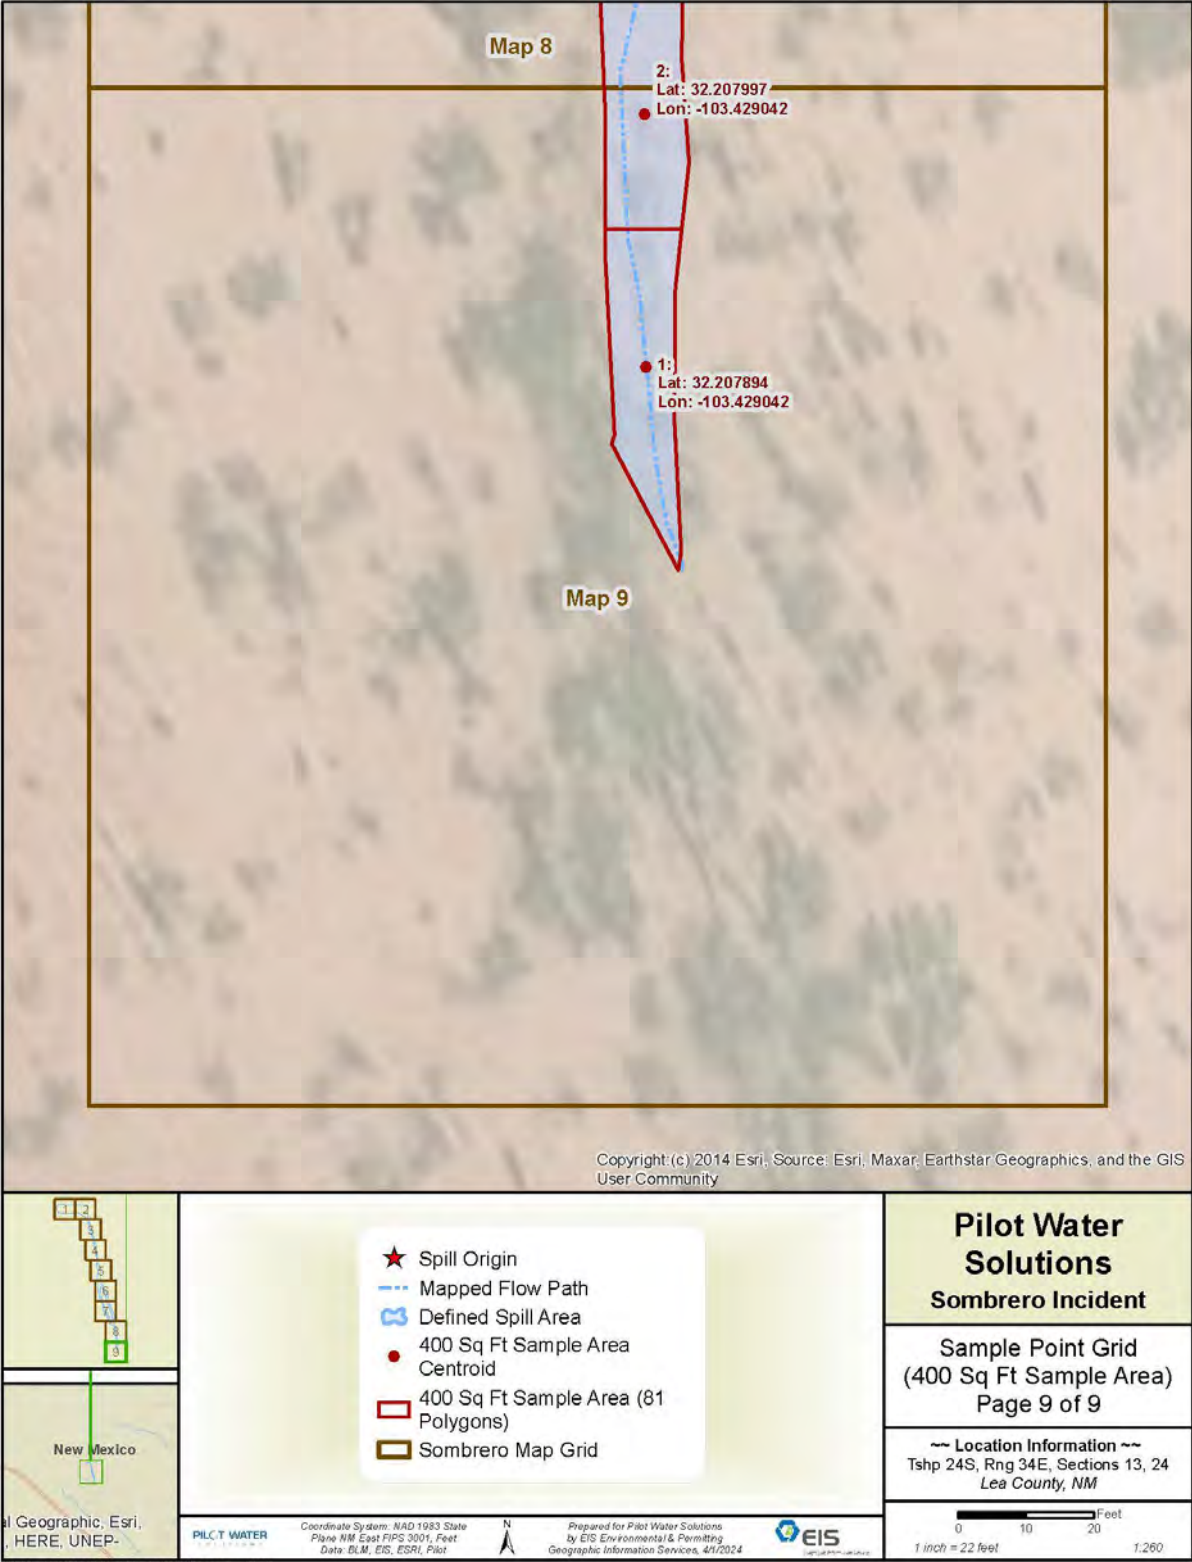 Map 8
2:
Lat: 32.207997
Lon: -103.429042
1:
Lat: 32.207894
Lon: -103.429042
Map 9
Copyright:(c) 2014 Esri, Source: Esri, Maxar, Earthstar Geographics, and the GIS
User Community
1 2
3
4
5
6
7
8
9
New Mexico
al Geographic, Esri,
, HERE, UNEP-
Spill Origin
Mapped Flow Path
Defined Spill Area
400 Sq Ft Sample Area
Centroid
400 Sq Ft Sample Area (81
Polygons)
Sombrero Map Grid
PILOT WATER
Coordinate System: NAD 1983 State
Plane NM East FIPS 3001, Feet
Data: BLM, EIS, ESRI, Pilot
N
Prepared for Pilot Water Solutions
by EIS Environmental & Permitting
Geographic Information Services, 4/1/2024
EIS
Pilot Water
Solutions
Sombrero Incident
Sample Point Grid
(400 Sq Ft Sample Area)
Page 9 of 9
~~ Location Information ~~
Tshp 24S, Rng 34E, Sections 13, 24
Lea County, NM
Feet
0 10 20
1 inch = 22 feet 1:260